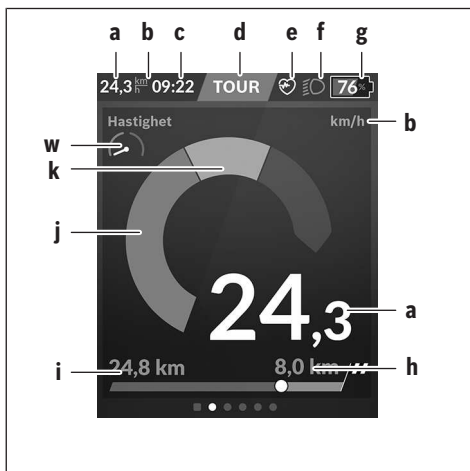 a b c d e f g
24,3 km/h 09:22 TOUR 76%
Hastighet km/h b
w
k
j
24,3 a
i 24,8 km 8,0 km h